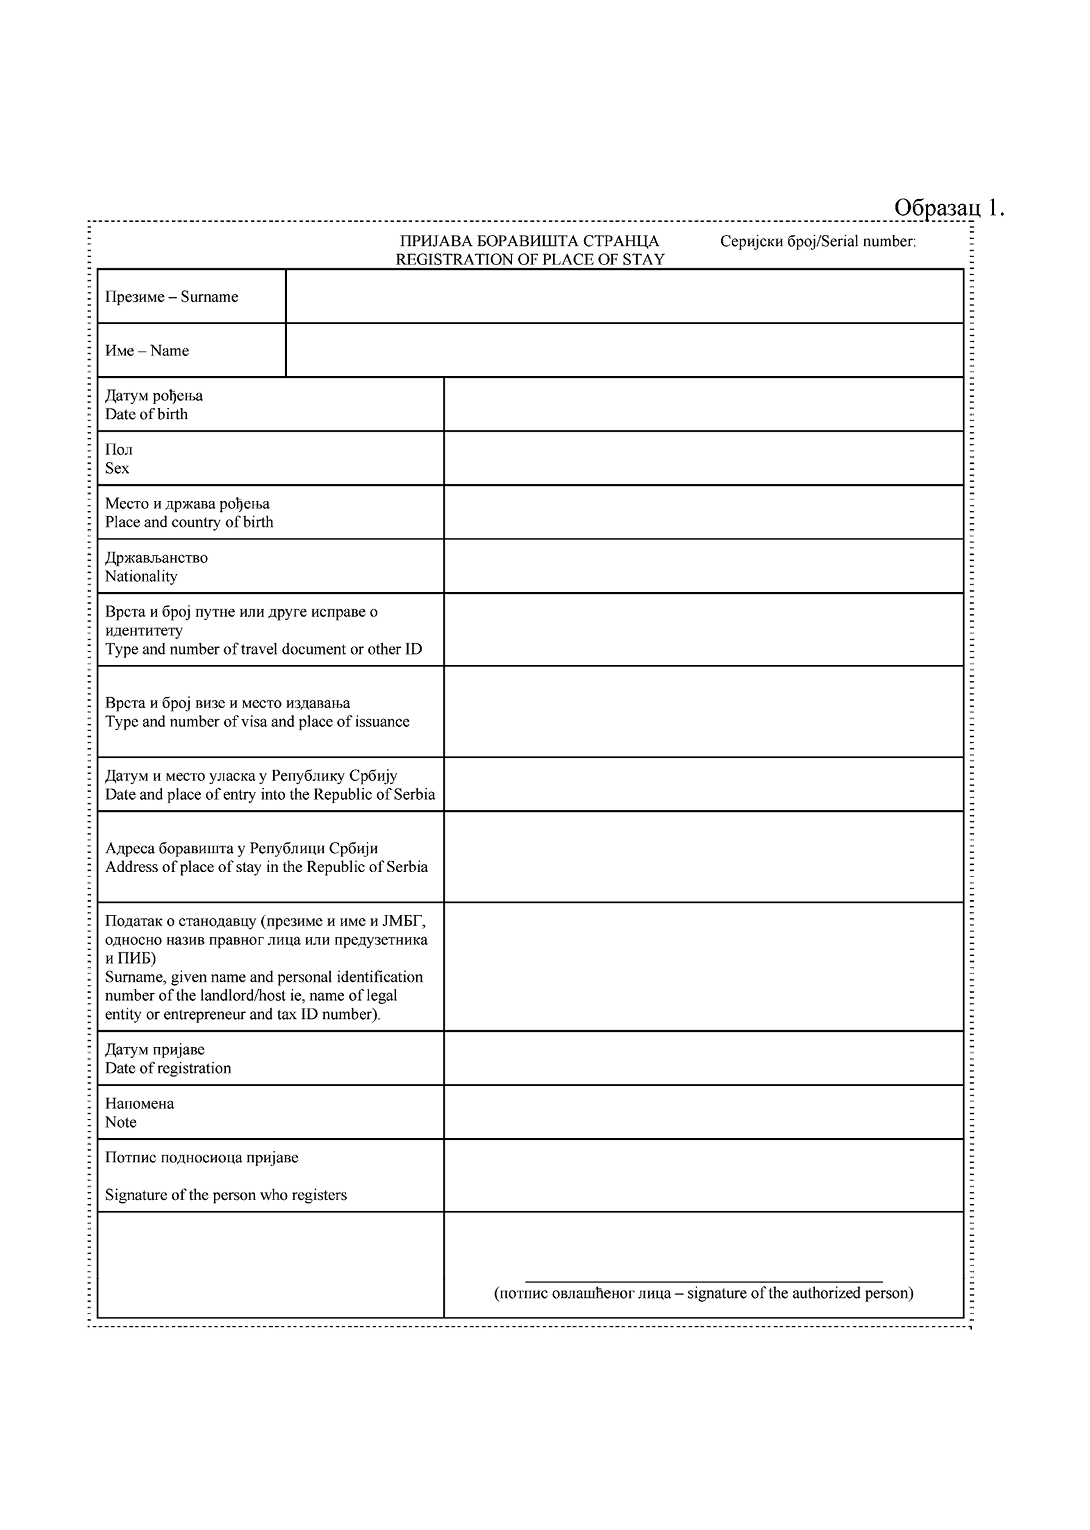 Образац 1.
ПРИЈАВА БОРАВИШТА СТРАНЦА
Серијски број/Serial number:
REGISTRATION OF PLACE OF STAY
Презиме – Surname
Име – Name
Датум рођења
Date of birth
Пол
Sex
Место и држава рођења
Place and country of birth
Држављанство
Nationality
Врста и број путне или друге исправе о
идентитету
Type and number of travel document or other ID
Врста и број визе и место издавања
Type and number of visa and place of issuance
Датум и место уласка у Републику Србију
Date and place of entry into the Republic of Serbia
Адреса боравишта у Републици Србији
Address of place of stay in the Republic of Serbia
Податак о станодавцу (презиме и име и ЈМБГ,
односно назив правног лица или предузетника
и ПИБ)
Surname, given name and personal identification
number of the landlord/host ie, name of legal
entity or entrepreneur and tax ID number).
Датум пријаве
Date of registration
Напомена
Note
Потпис подносиоца пријаве
Signature of the person who registers
(потпис овлашћеног лица – signature of the authorized person)